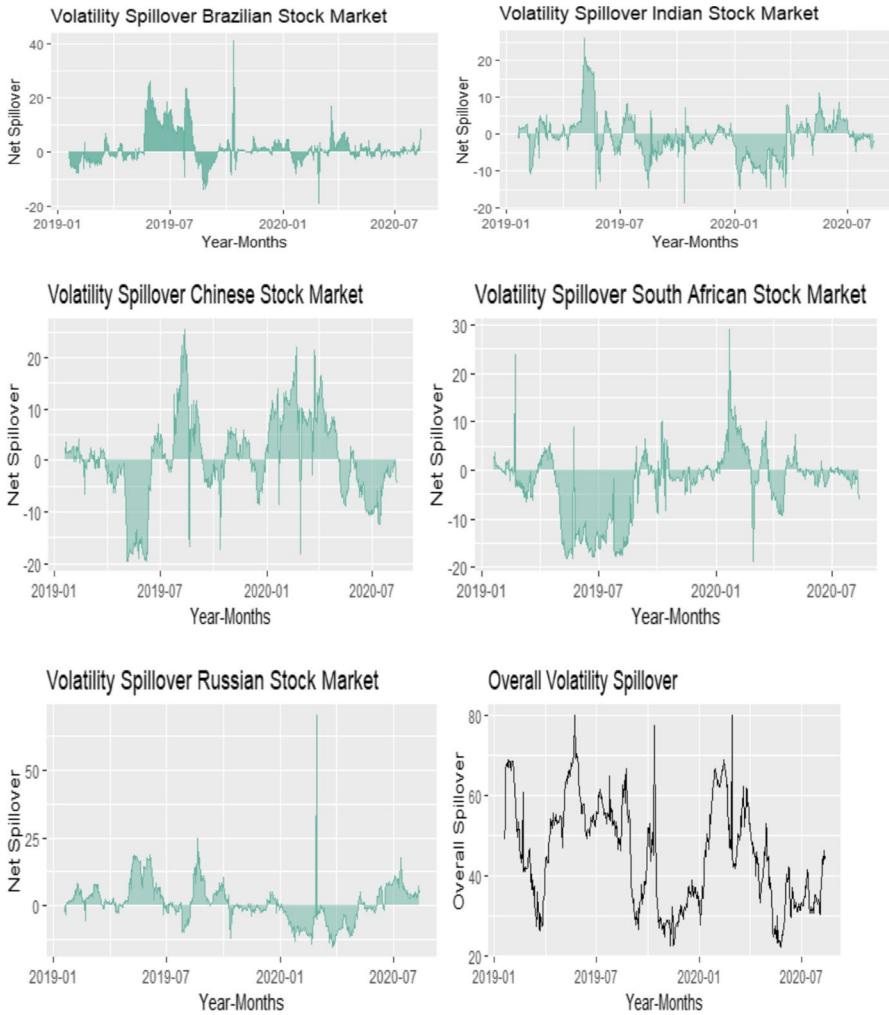 Volatility Spillover Brazilian Stock Market
Net Spillover
40
20
0
-20
2019-01 2019-07 2020-01 2020-07
Year-Months
Volatility Spillover Indian Stock Market
Net Spillover
20
10
0
-10
-20
2019-01 2019-07 2020-01 2020-07
Year-Months
Volatility Spillover Chinese Stock Market
Net Spillover
20
10
0
-10
-20
2019-01 2019-07 2020-01 2020-07
Year-Months
Volatility Spillover South African Stock Market
Net Spillover
30
20
10
0
-10
-20
2019-01 2019-07 2020-01 2020-07
Year-Months
Volatility Spillover Russian Stock Market
Net Spillover
50
25
0
2019-01 2019-07 2020-01 2020-07
Year-Months
Overall Volatility Spillover
Overall Spillover
80
60
40
20
2019-01 2019-07 2020-01 2020-07
Year-Months